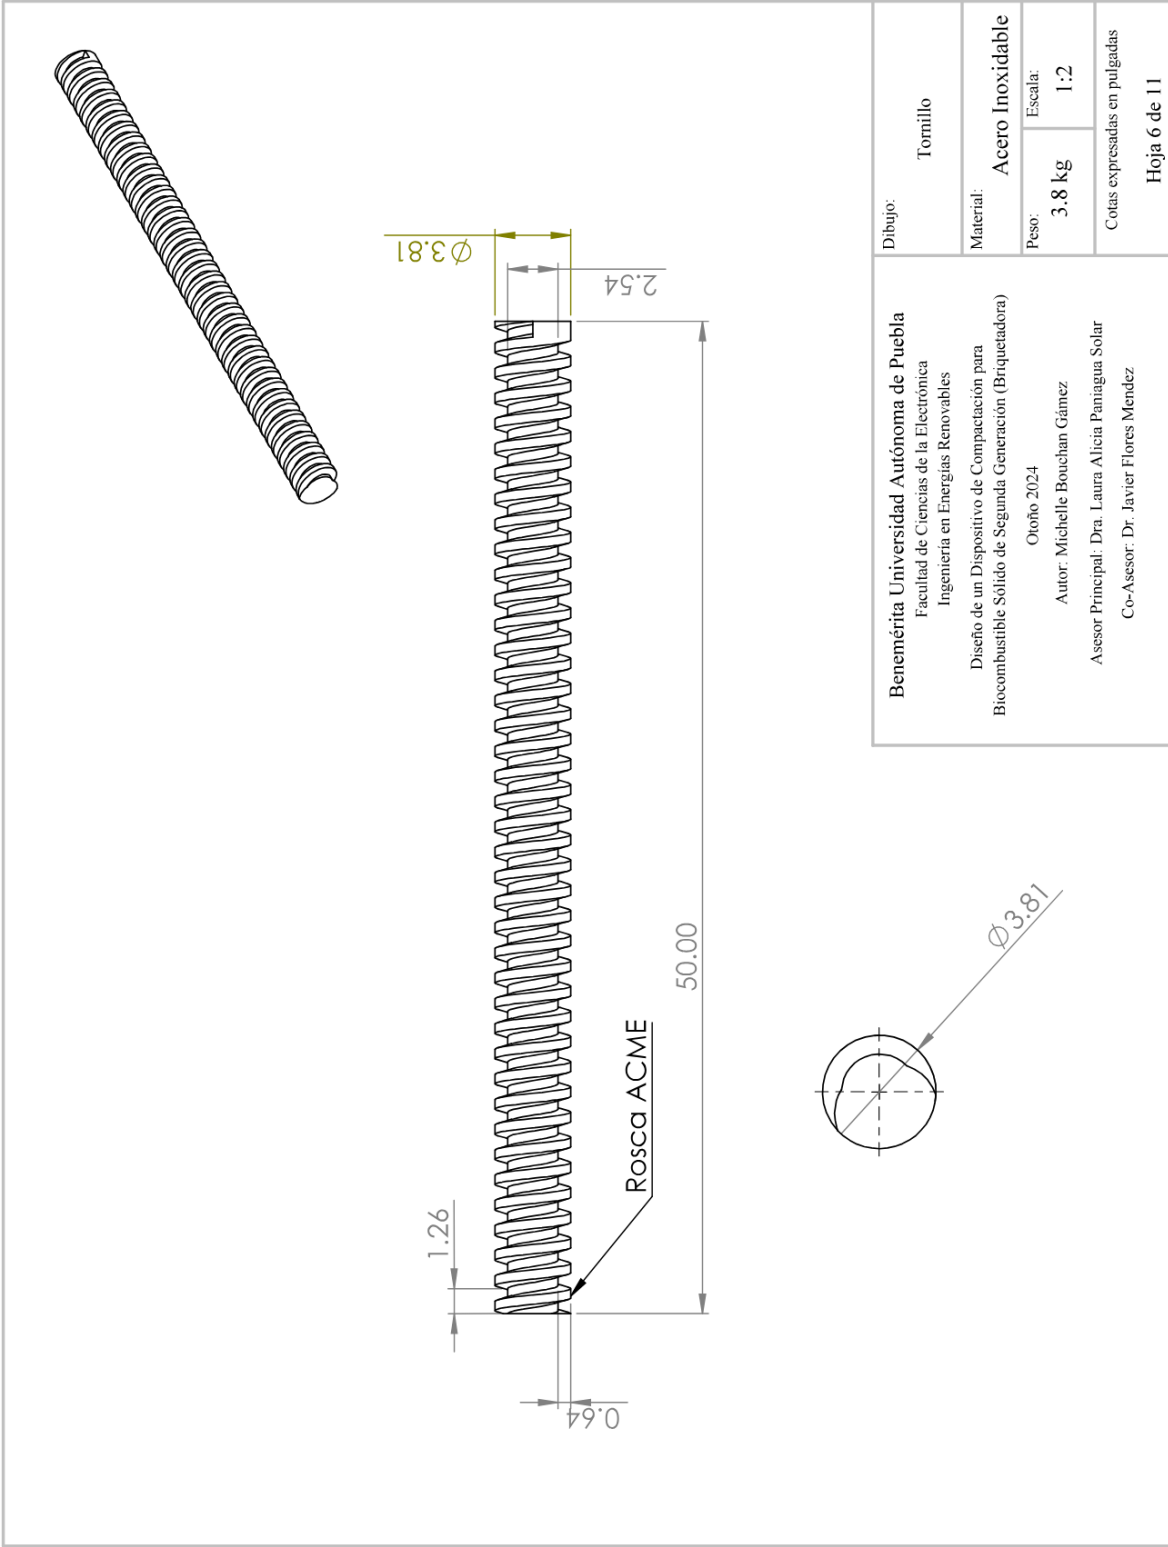 Ø3.81
2.54
50.00
1.26
0.64
Rosca ACME
Ø3.81
Benemérita Universidad Autónoma de Puebla
Facultad de Ciencias de la Electrónica
Ingeniería en Energías Renovables
Diseño de un Dispositivo de Compactación para
Biocombustible Sólido de Segunda Generación (Briquetadora)
Otoño 2024
Autor: Michelle Bouchan Gámez
Asesor Principal: Dra. Laura Alicia Paniagua Solar
Co-Asesor: Dr. Javier Flores Mendez
Dibujo:
Tornillo
Material:
Acero Inoxidable
Peso:
3.8 kg
Escala:
1:2
Cotas expresadas en pulgadas
Hoja 6 de 11